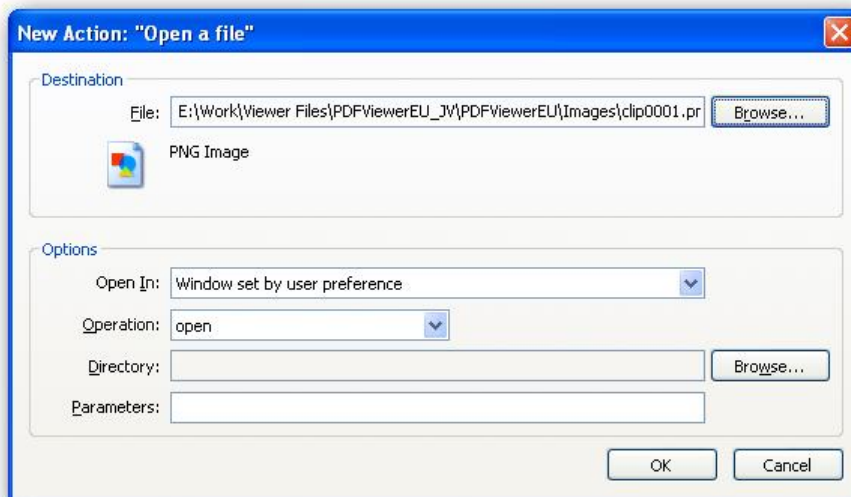 New Action: "Open a file"
Destination
File: E:\Work\Viewer Files\PDFViewerEU_JV\PDFViewerEU\Images\clip0001.pr Browse...
PNG Image
Options
Open In: Window set by user preference
Operation: open
Directory: Browse...
Parameters:
OK Cancel